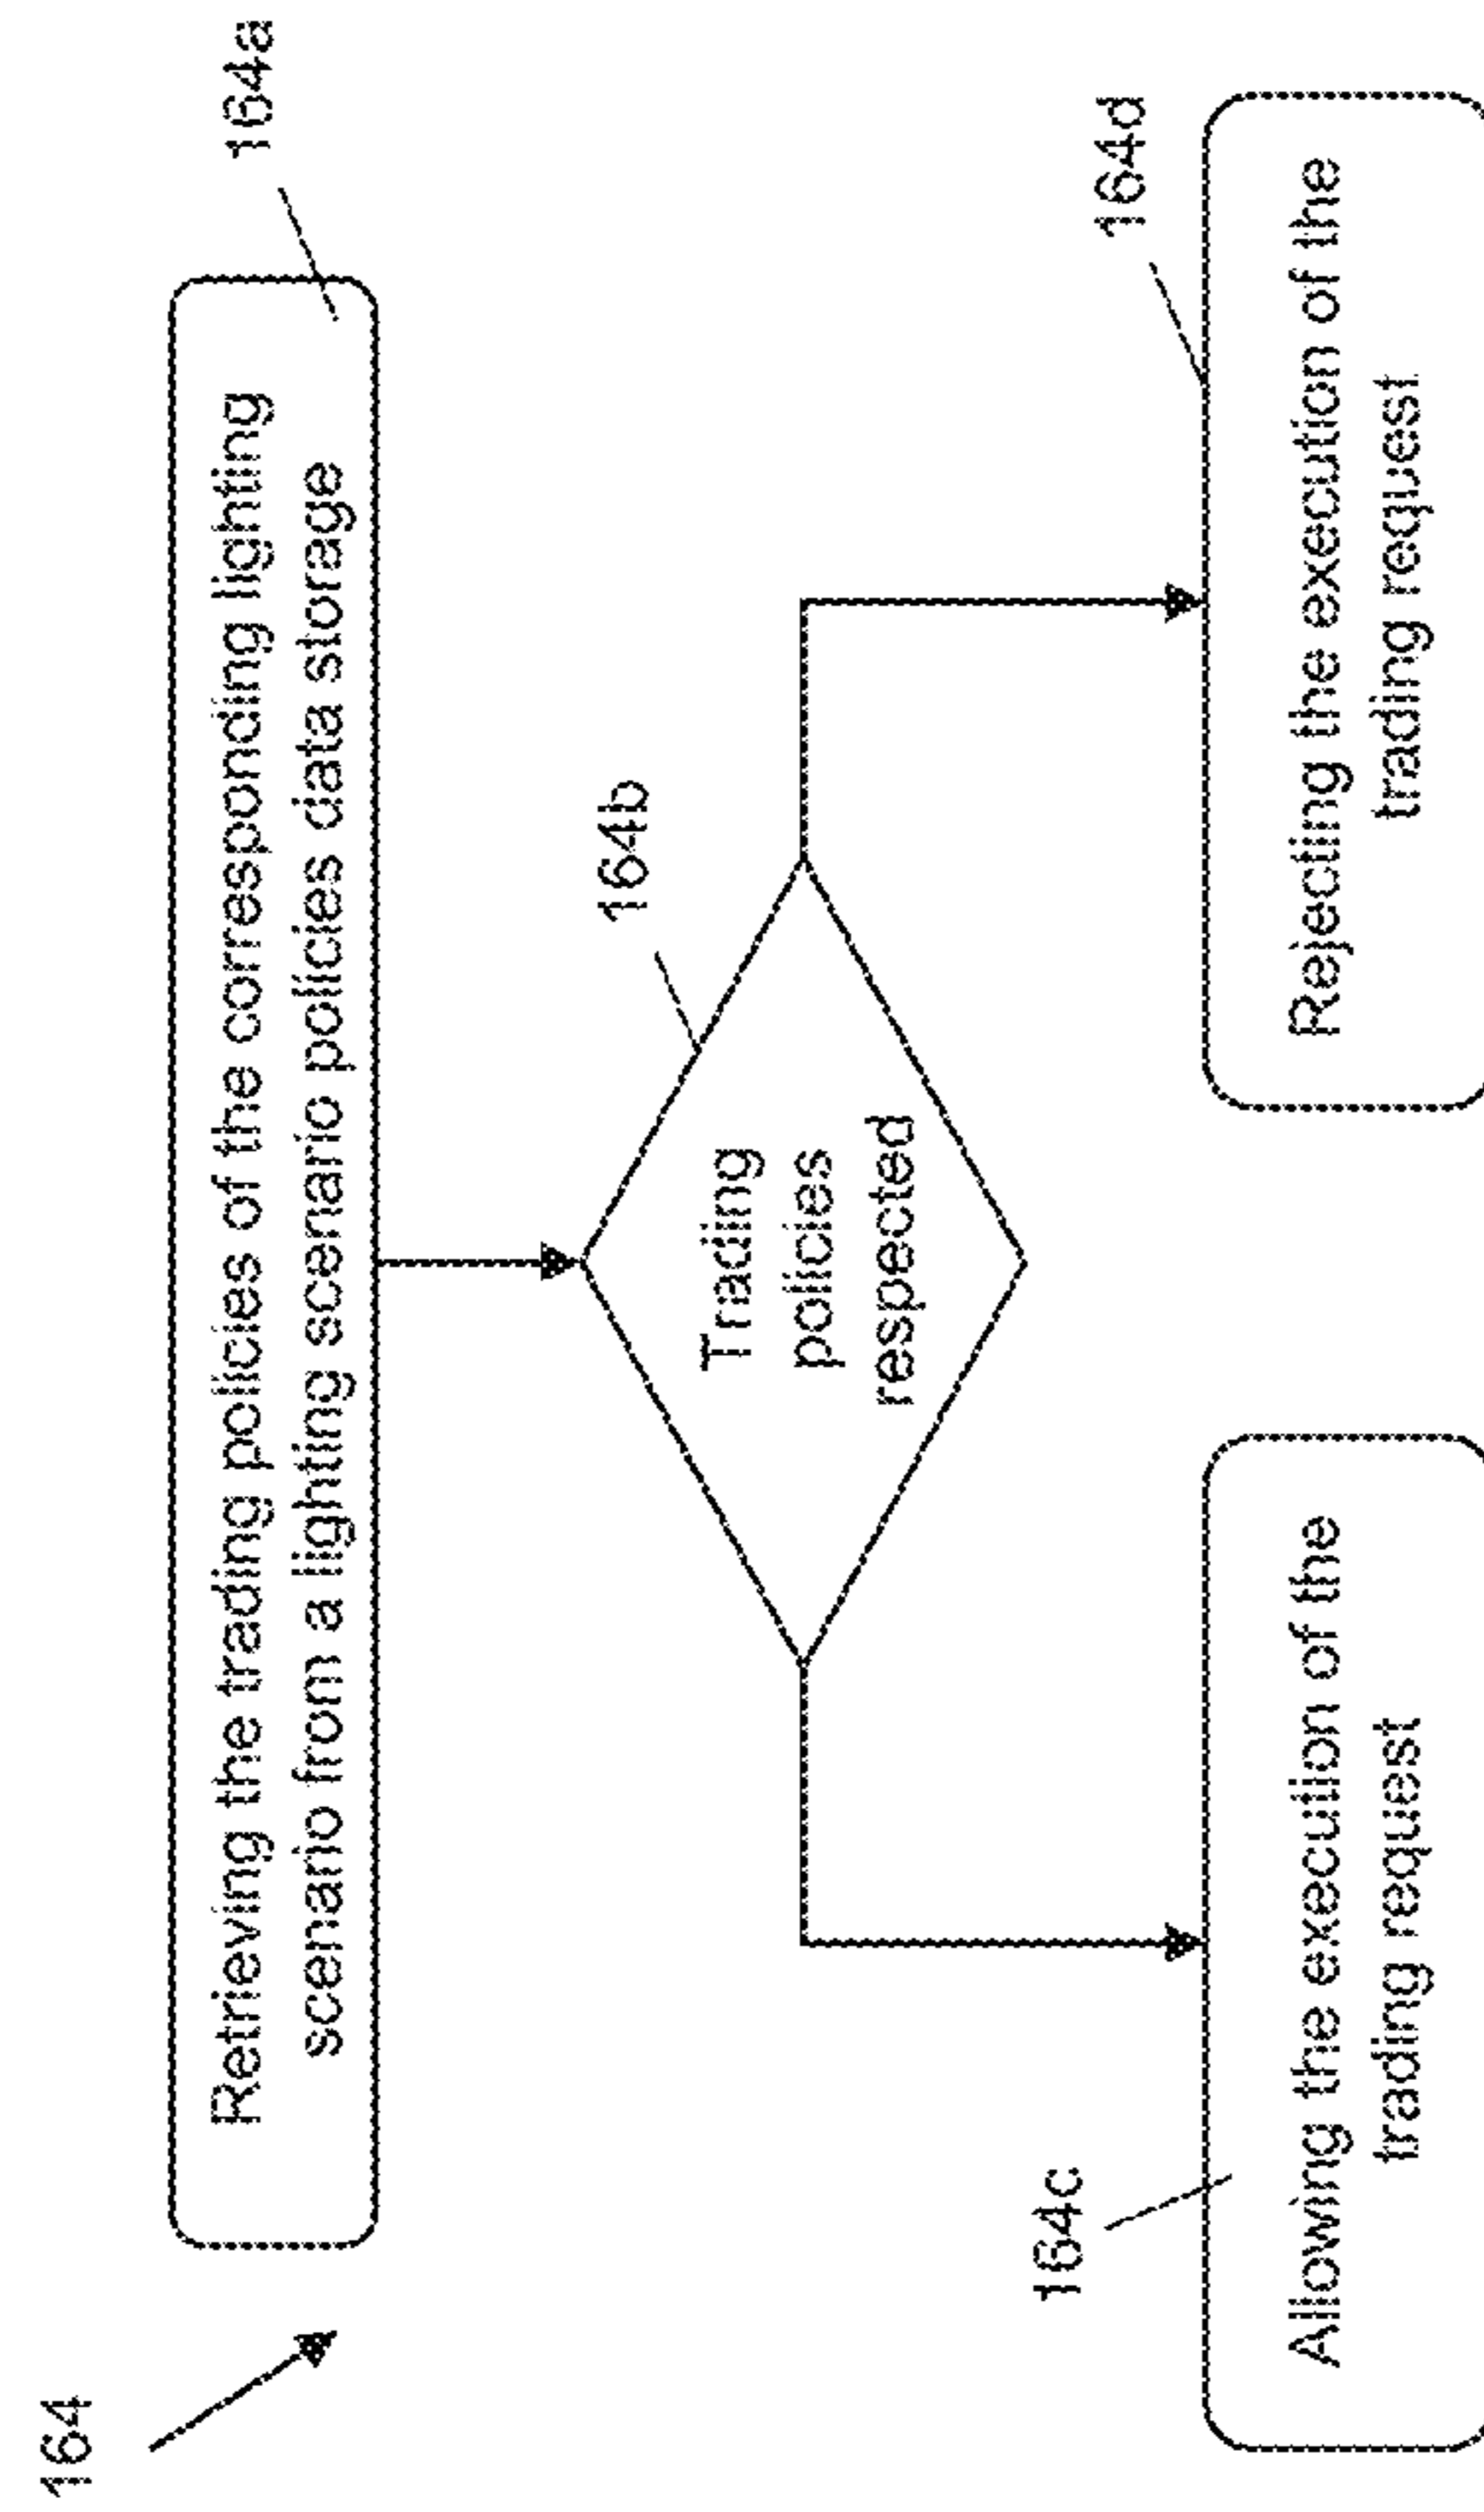 164
164a
Retrieving the trading policies of the corresponding lighting
scenario from a lighting scenario policies data storage
164b
Trading
policies
respected
164c
164d
Allowing the execution of the
trading request
Rejecting the execution of the
trading request